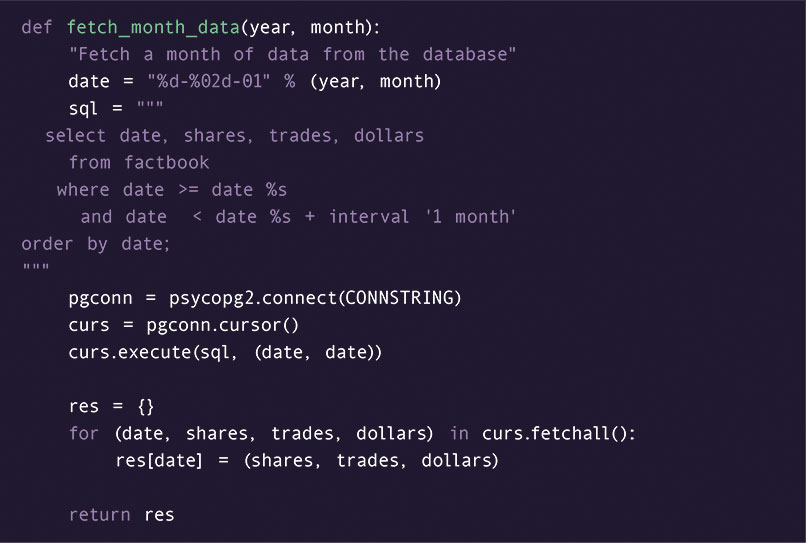 def fetch_month_data(year, month):
    "Fetch a month of data from the database"
    date = "%d-%02d-01" % (year, month)
    sql = """
  select date, shares, trades, dollars
    from factbook
   where date >= date %s
     and date  < date %s + interval '1 month'
order by date;
"""
    pgconn = psycopg2.connect(CONNSTRING)
    curs = pgconn.cursor()
    curs.execute(sql, (date, date))

    res = {}
    for (date, shares, trades, dollars) in curs.fetchall():
        res[date] = (shares, trades, dollars)

    return res